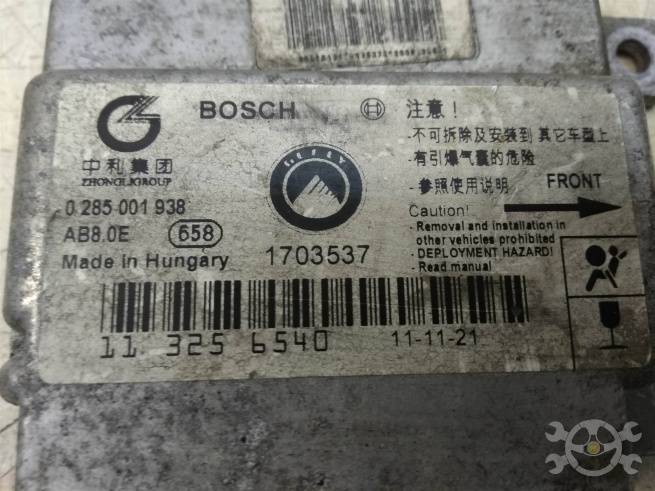 BOSCH
中利集团
ZHONGLIGROUP
GEELY
0 285 001 938
AB8.0E 658
Made in Hungary
1703537
注意！
- 不可拆除及安装到 其它车型上
- 有引爆气囊的危险
- 参照使用说明
FRONT
Caution!
- Removal and installation in
other vehicles prohibited
- DEPLOYMENT HAZARD!
- Read manual
11 325 6540
11-11-21